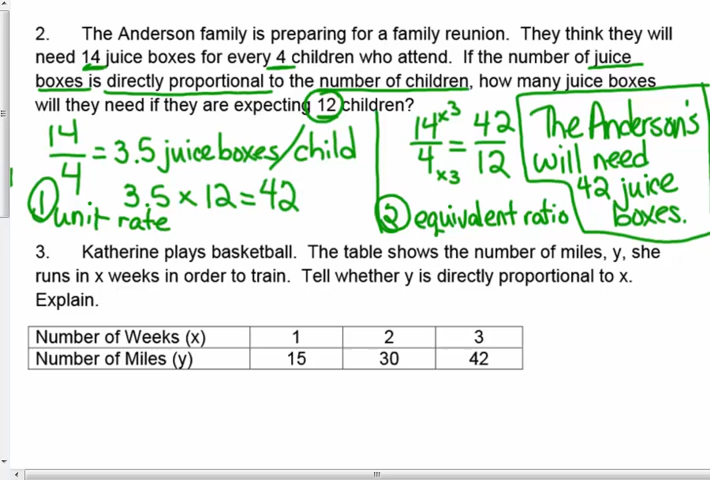 2. The Anderson family is preparing for a family reunion. They think they will
need 14 juice boxes for every 4 children who attend. If the number of juice
boxes is directly proportional to the number of children, how many juice boxes
will they need if they are expecting 12 children?
14/4 = 3.5 juice boxes/child
3.5 × 12 = 42
① unit rate
14 x3 / 4 x3 = 42/12
② equivalent ratio
The Anderson's
will need
42 juice
boxes.
3. Katherine plays basketball. The table shows the number of miles, y, she
runs in x weeks in order to train. Tell whether y is directly proportional to x.
Explain.
Number of Weeks (x) 1 2 3
Number of Miles (y) 15 30 42